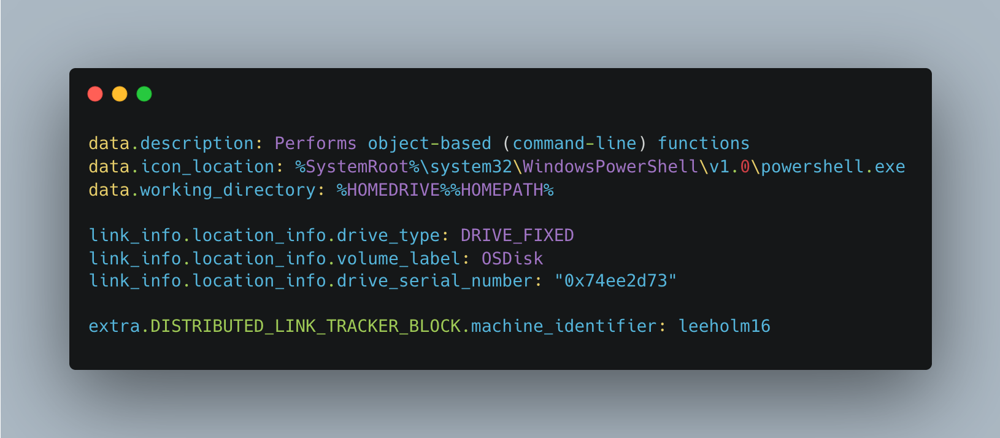 data.description: Performs object-based (command-line) functions
data.icon_location: %SystemRoot%\system32\WindowsPowerShell\v1.0\powershell.exe
data.working_directory: %HOMEDRIVE%%HOMEPATH%
link_info.location_info.drive_type: DRIVE_FIXED
link_info.location_info.volume_label: OSDisk
link_info.location_info.drive_serial_number: "0x74ee2d73"
extra.DISTRIBUTED_LINK_TRACKER_BLOCK.machine_identifier: leeholm16